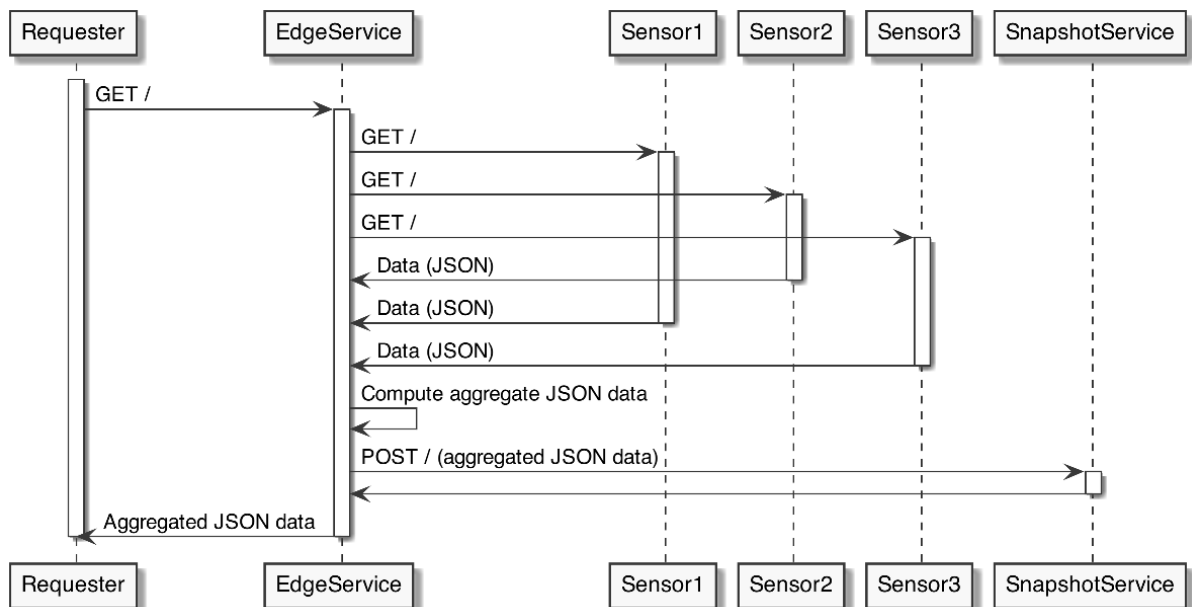 Requester EdgeService Sensor1 Sensor2 Sensor3 SnapshotService
GET /
GET /
GET /
GET /
Data (JSON)
Data (JSON)
Data (JSON)
Compute aggregate JSON data
POST / (aggregated JSON data)
Aggregated JSON data
Requester EdgeService Sensor1 Sensor2 Sensor3 SnapshotService